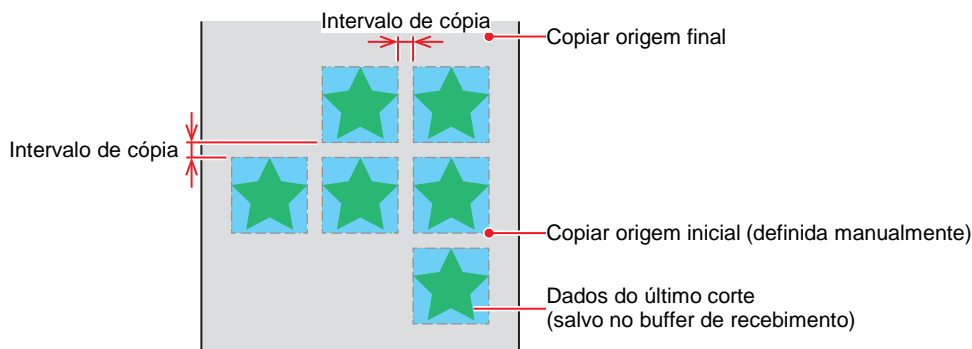 Intervalo de cópia
Copiar origem final
Intervalo de cópia
Copiar origem inicial (definida manualmente)
Dados do último corte
(salvo no buffer de recebimento)